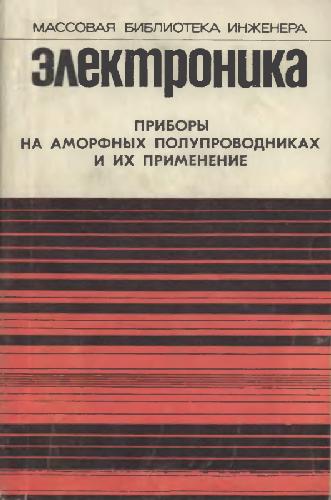 МАССОВАЯ БИБЛИОТЕКА ИНЖЕНЕРА
электроника
ПРИБОРЫ
НА АМОРФНЫХ ПОЛУПРОВОДНИКАХ
И ИХ ПРИМЕНЕНИЕ